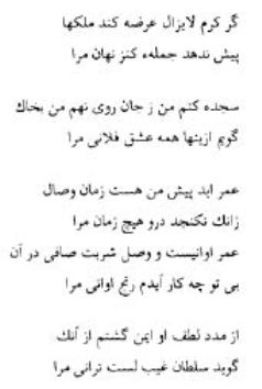 گر کرم لایزال عرضه کند ملکها
پیش نهد جملهء کنز نهان مرا
سجده کنم من ز جان روی نهم من بخاک
گویم ازینها همه عشق فلانی مرا
عمر ابد پیش من هست زمان وصال
زانک نگنجد درو هیچ زمان مرا
عمر اوانیست و وصل شربت صافی در آن
بی تو چه کار آیدم رنج اوانی مرا
از مدد لطف او ایمن گشتم از آنک
گوید سلطان غیب لست ترانی مرا